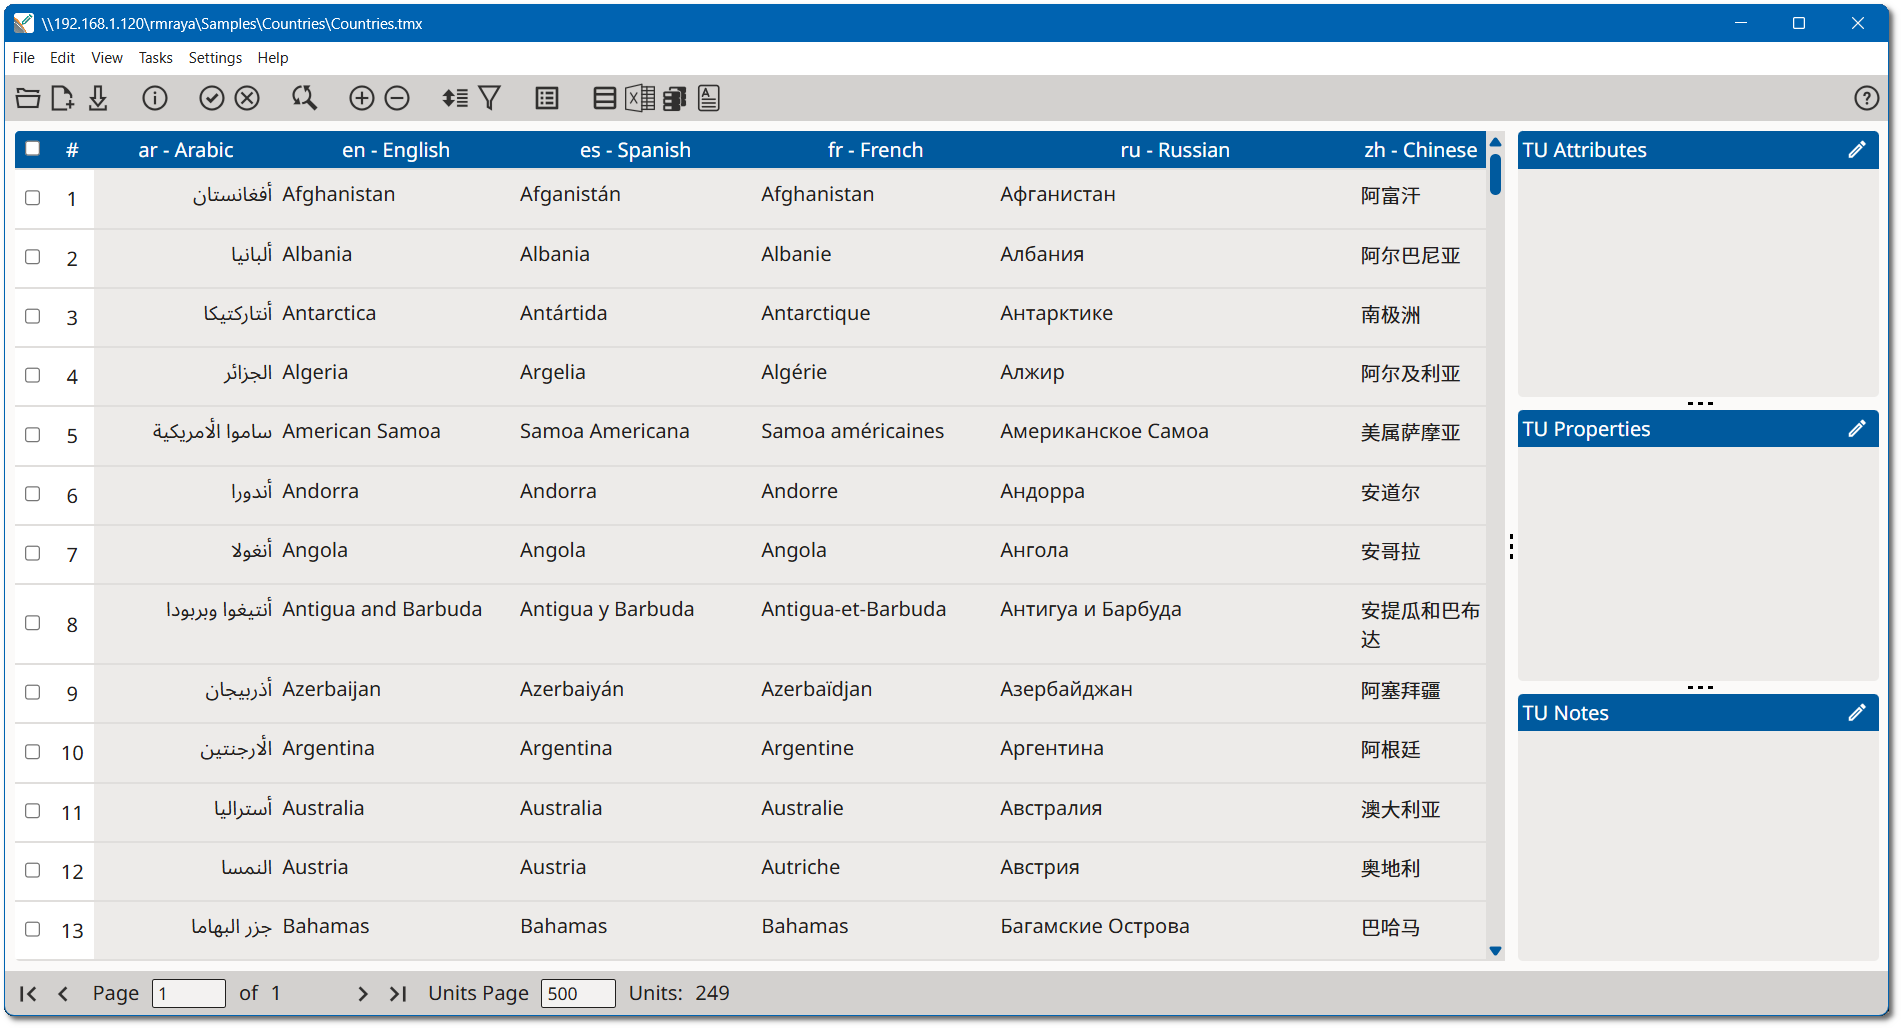 \\192.168.1.120\rmraya\Samples\Countries\Countries.tmx
File Edit View Tasks Settings Help
# ar - Arabic en - English es - Spanish fr - French ru - Russian zh - Chinese
1 أفغانستان Afghanistan Afganistán Afghanistan Афганистан 阿富汗
2 ألبانيا Albania Albania Albanie Албания 阿尔巴尼亚
3 أنتاركتيكا Antarctica Antártida Antarctique Антарктике 南极洲
4 الجزائر Algeria Argelia Algérie Алжир 阿尔及利亚
5 ساموا الأمريكية American Samoa Samoa Americana Samoa américaines Американское Самоа 美属萨摩亚
6 أندورا Andorra Andorra Andorre Андорра 安道尔
7 أنغولا Angola Angola Angola Ангола 安哥拉
8 أنتيغوا وبربودا Antigua and Barbuda Antigua y Barbuda Antigua-et-Barbuda Антигуа и Барбуда 安提瓜和巴布
达
9 أذربيجان Azerbaijan Azerbaiyán Azerbaïdjan Азербайджан 阿塞拜疆
10 الأرجنتين Argentina Argentina Argentine Аргентина 阿根廷
11 أستراليا Australia Australia Australie Австралия 澳大利亚
12 النمسا Austria Austria Autriche Австрия 奥地利
13 جزر البهاما Bahamas Bahamas Bahamas Багамские Острова 巴哈马
TU Attributes
TU Properties
TU Notes
Page 1 of 1 Units Page 500 Units: 249